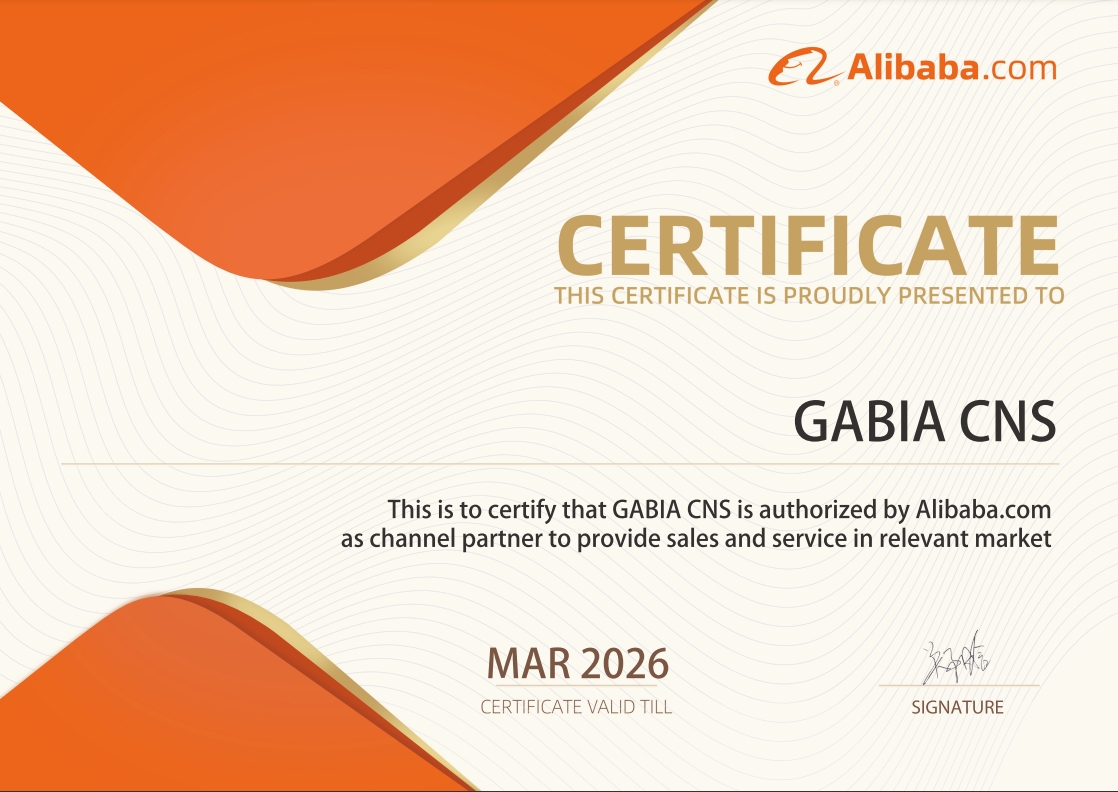 Alibaba.com
CERTIFICATE
THIS CERTIFICATE IS PROUDLY PRESENTED TO
GABIA CNS
This is to certify that GABIA CNS is authorized by Alibaba.com
as channel partner to provide sales and service in relevant market
MAR 2026
CERTIFICATE VALID TILL
SIGNATURE